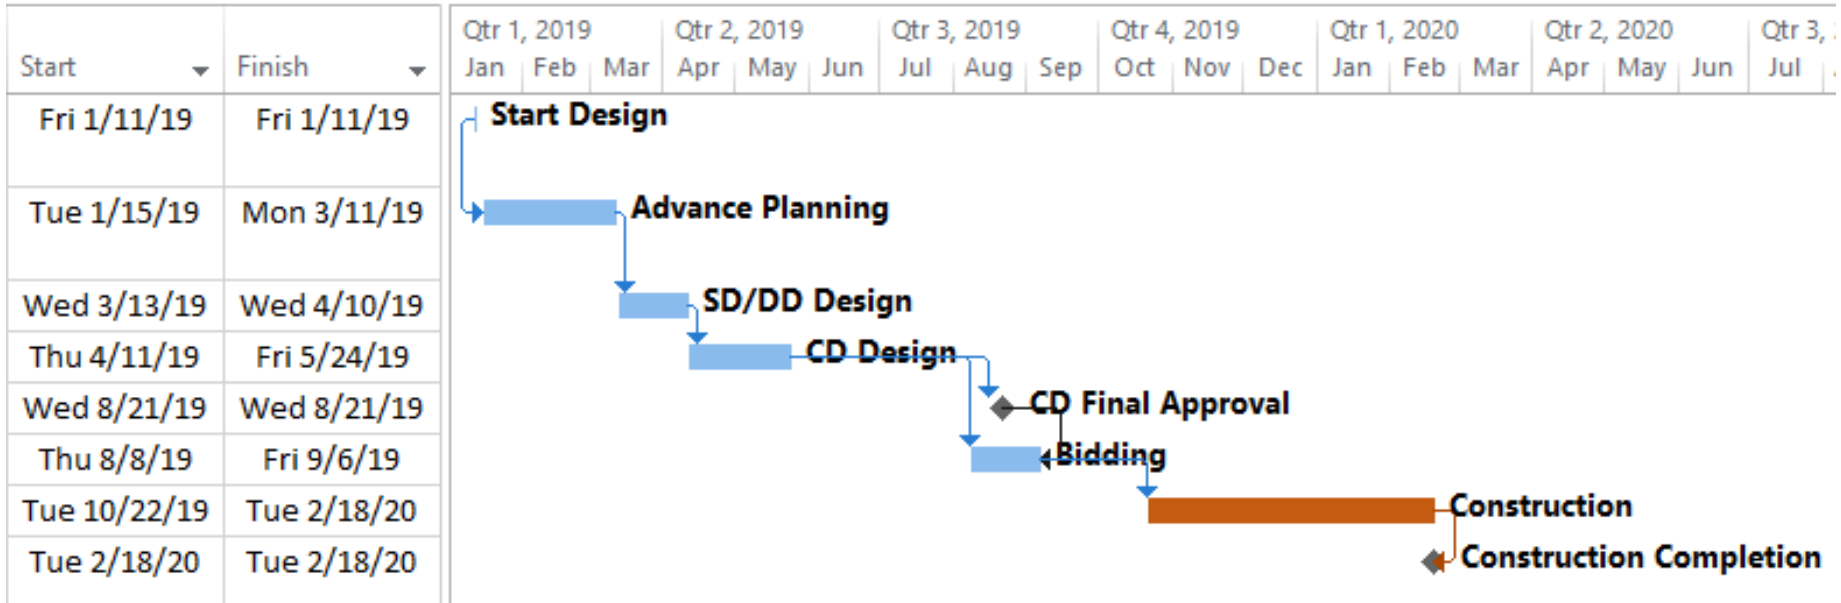 Qtr 1, 2019 Qtr 2, 2019 Qtr 3, 2019 Qtr 4, 2019 Qtr 1, 2020 Qtr 2, 2020 Qtr 3,
Start Finish Jan Feb Mar Apr May Jun Jul Aug Sep Oct Nov Dec Jan Feb Mar Apr May Jun Jul
Fri 1/11/19 Fri 1/11/19 Start Design
Tue 1/15/19 Mon 3/11/19 Advance Planning
Wed 3/13/19 Wed 4/10/19 SD/DD Design
Thu 4/11/19 Fri 5/24/19 CD Design
Wed 8/21/19 Wed 8/21/19 CD Final Approval
Thu 8/8/19 Fri 9/6/19 Bidding
Tue 10/22/19 Tue 2/18/20 Construction
Tue 2/18/20 Tue 2/18/20 Construction Completion